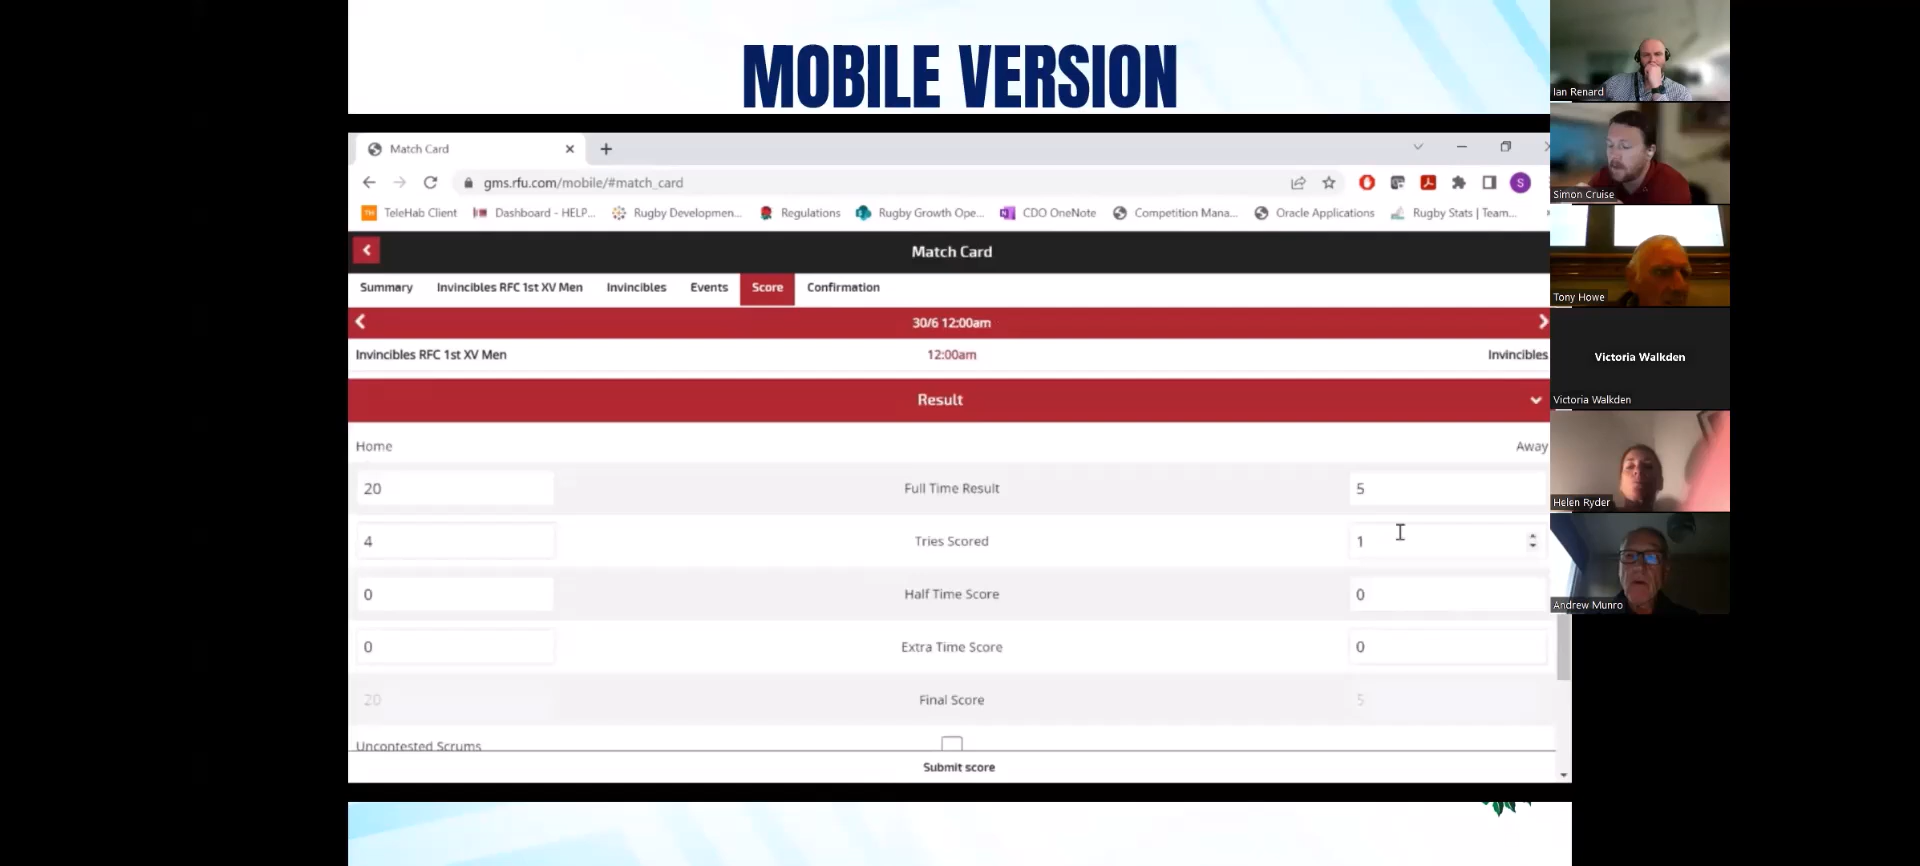 MOBILE VERSION
Match Card
gms.rfu.com/mobile/#match_card
S
TH TeleHab Client Dashboard - HELP... Rugby Developmen... Regulations Rugby Growth Ope... CDO OneNote Competition Mana... Oracle Applications Rugby Stats | Team...
Match Card
Summary Invincibles RFC 1st XV Men Invincibles Events Score Confirmation
30/6 12:00am
Invincibles RFC 1st XV Men 12:00am Invincibles
Result
Home Away
20 Full Time Result 5
4 Tries Scored 1
0 Half Time Score 0
0 Extra Time Score 0
20 Final Score 5
Uncontested Scrums
Submit score
Ian Renard
Simon Cruise
Tony Howe
Victoria Walkden
Victoria Walkden
Helen Ryder
Andrew Munro